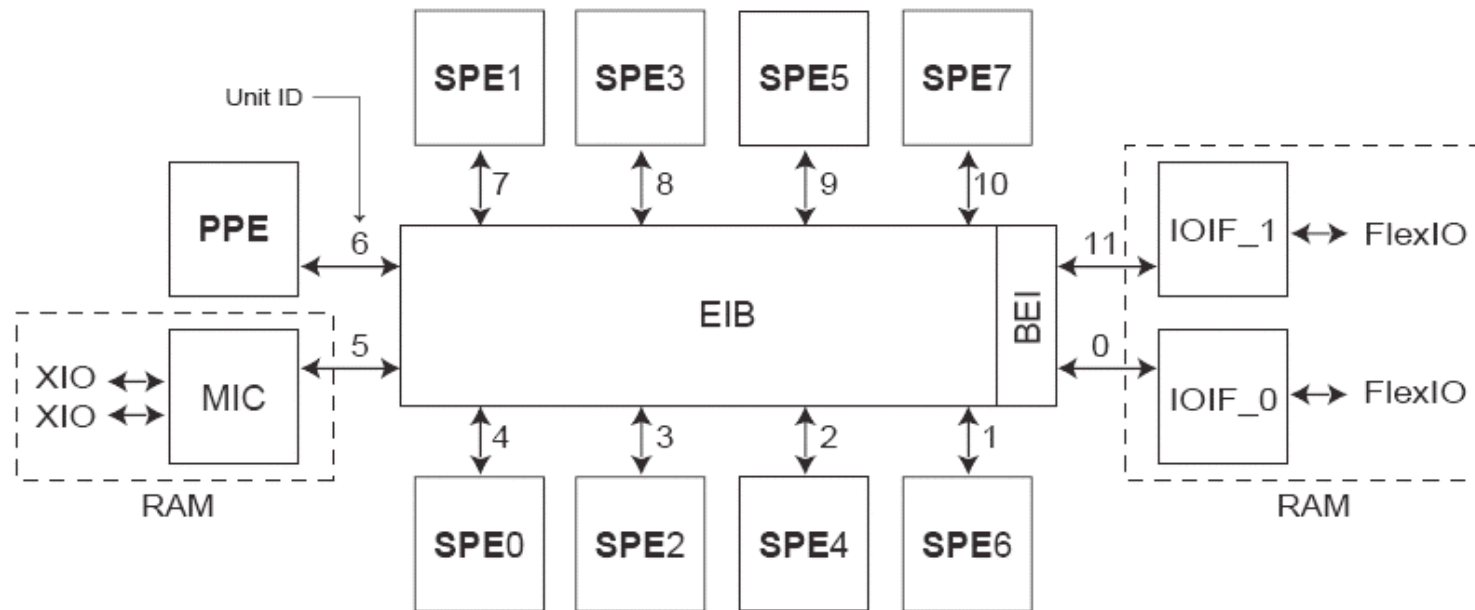 SPE1
SPE3
SPE5
SPE7
Unit ID
7
8
9
10
PPE
6
11
IOIF_1
FlexIO
EIB
BEI
XIO
XIO
MIC
5
0
IOIF_0
FlexIO
RAM
4
3
2
1
RAM
SPE0
SPE2
SPE4
SPE6